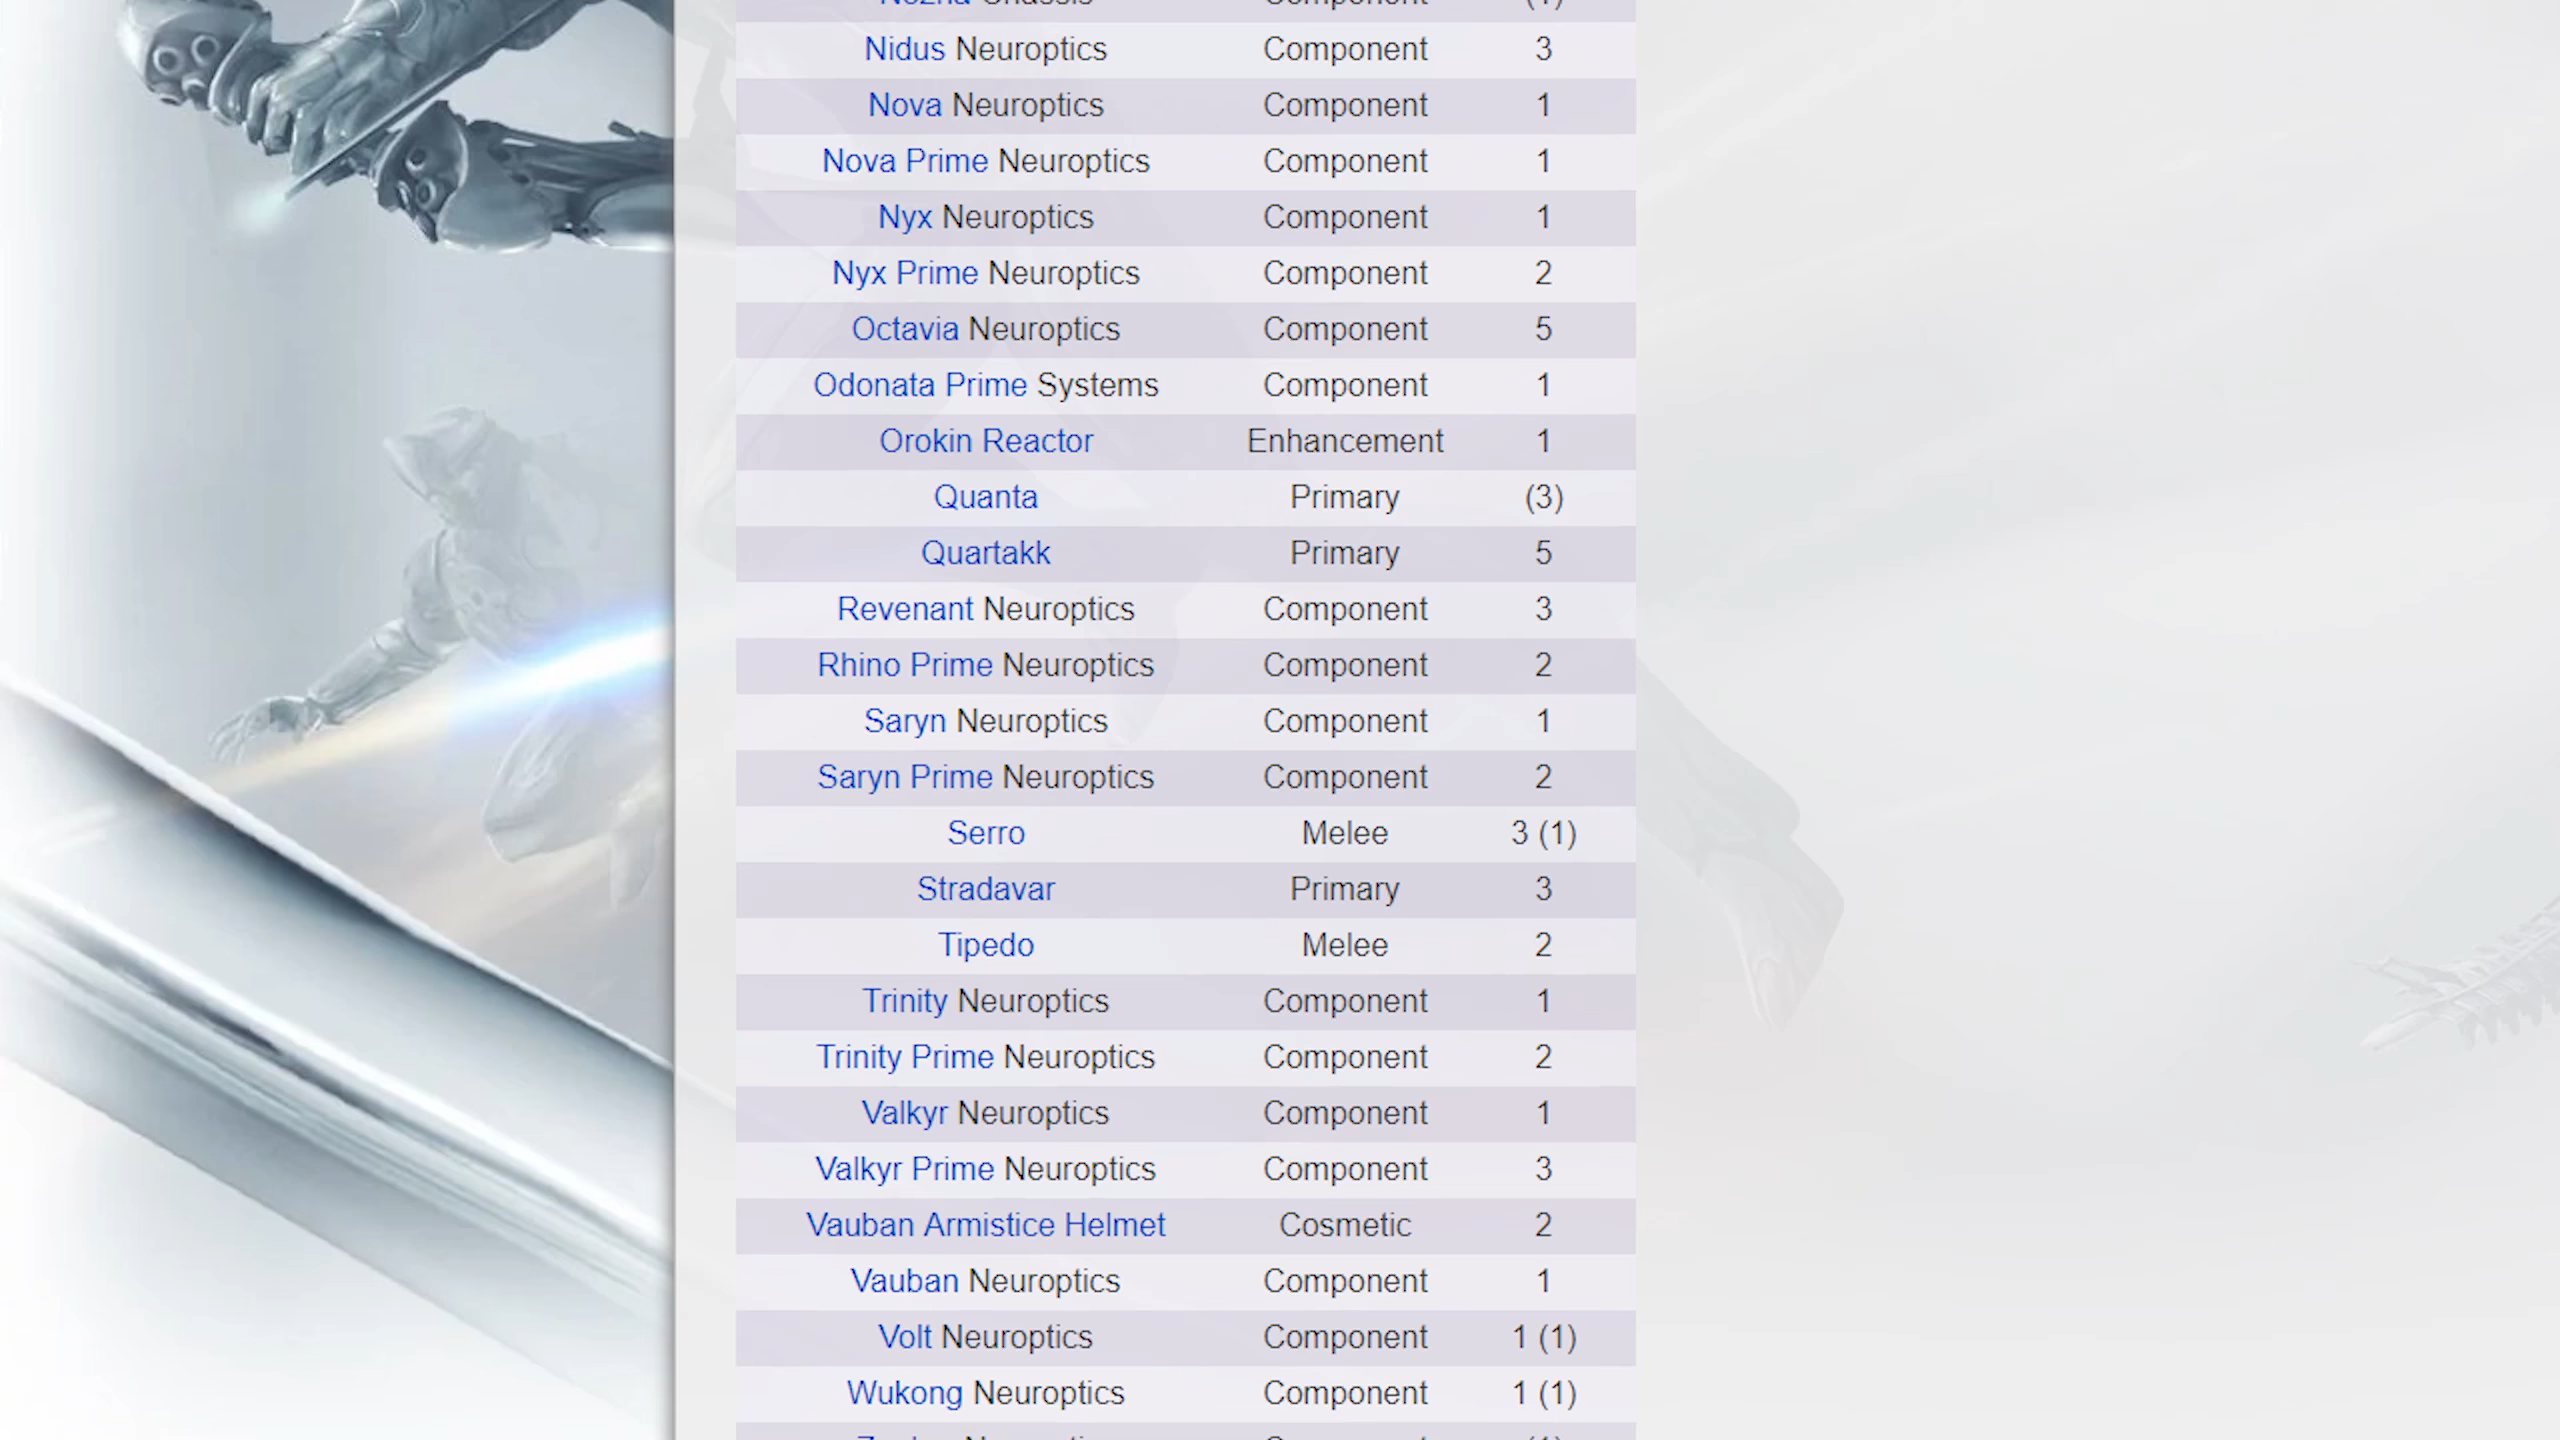 Nezha Chassis Component (1)
Nidus Neuroptics Component 3
Nova Neuroptics Component 1
Nova Prime Neuroptics Component 1
Nyx Neuroptics Component 1
Nyx Prime Neuroptics Component 2
Octavia Neuroptics Component 5
Odonata Prime Systems Component 1
Orokin Reactor Enhancement 1
Quanta Primary (3)
Quartakk Primary 5
Revenant Neuroptics Component 3
Rhino Prime Neuroptics Component 2
Saryn Neuroptics Component 1
Saryn Prime Neuroptics Component 2
Serro Melee 3 (1)
Stradavar Primary 3
Tipedo Melee 2
Trinity Neuroptics Component 1
Trinity Prime Neuroptics Component 2
Valkyr Neuroptics Component 1
Valkyr Prime Neuroptics Component 3
Vauban Armistice Helmet Cosmetic 2
Vauban Neuroptics Component 1
Volt Neuroptics Component 1 (1)
Wukong Neuroptics Component 1 (1)